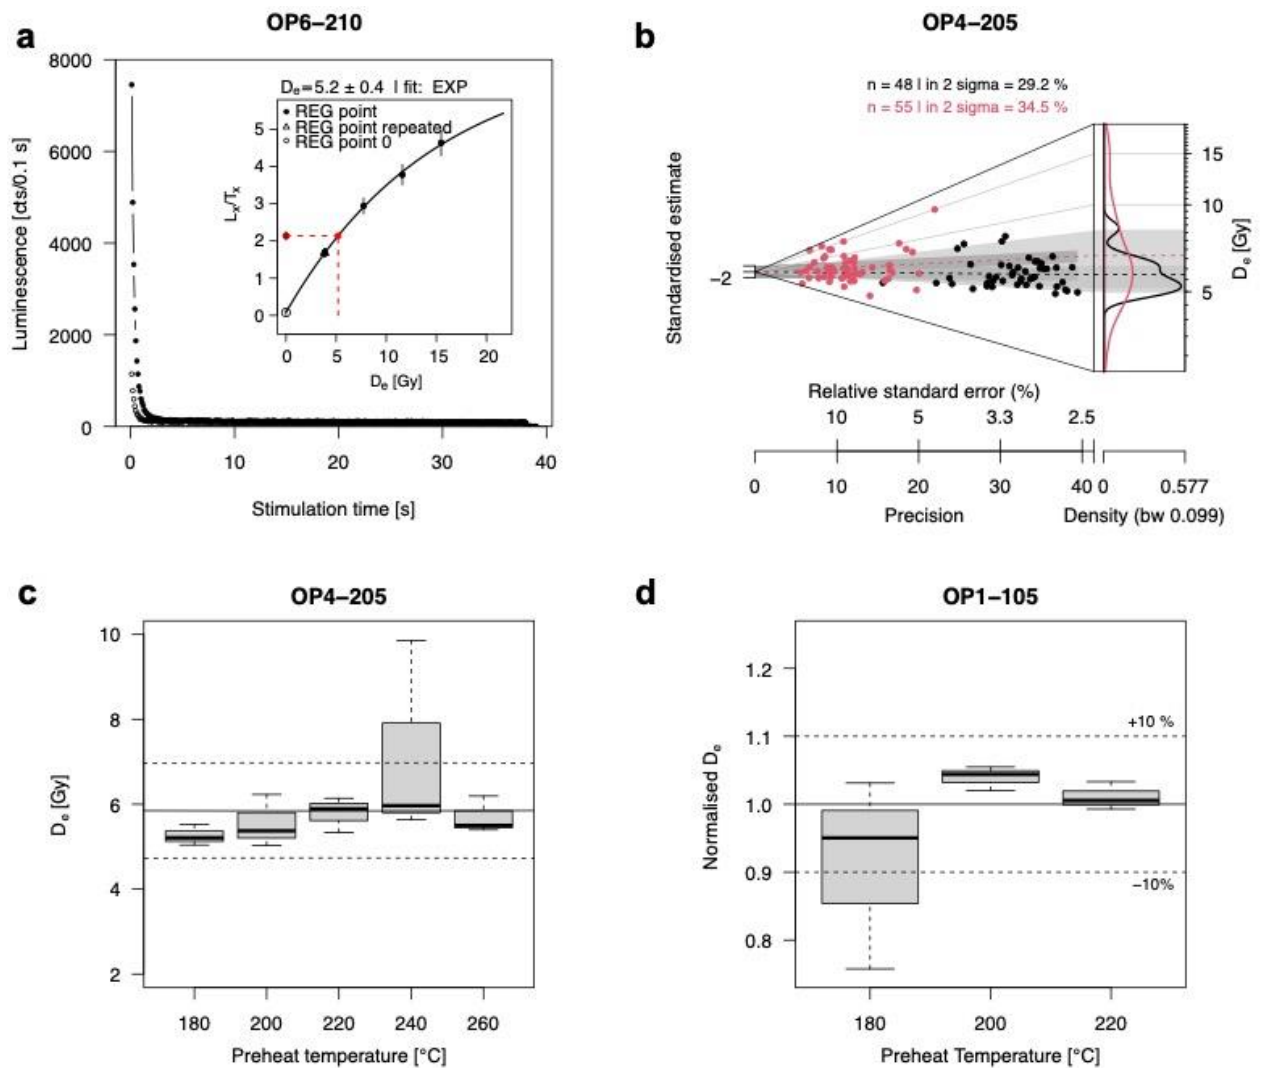 a
OP6–210
8000
6000
4000
2000
0
Luminescence [cts/0.1 s]
0 10 20 30 40
Stimulation time [s]
De=5.2 ± 0.4 | fit: EXP
REG point
REG point repeated
REG point 0
5
4
3
2
1
0
Lx/Tx
0 5 10 15 20
De [Gy]
b
OP4–205
n = 48 | in 2 sigma = 29.2 %
n = 55 | in 2 sigma = 34.5 %
Standardised estimate
−2
15
10
5
De [Gy]
Relative standard error (%)
10 5 3.3 2.5
0 10 20 30 40 0 0.577
Precision Density (bw 0.099)
c
OP4–205
10
8
6
4
2
De [Gy]
180 200 220 240 260
Preheat temperature [°C]
d
OP1–105
1.2
1.1
1.0
0.9
0.8
Normalised De
+10 %
−10%
180 200 220
Preheat Temperature [°C]